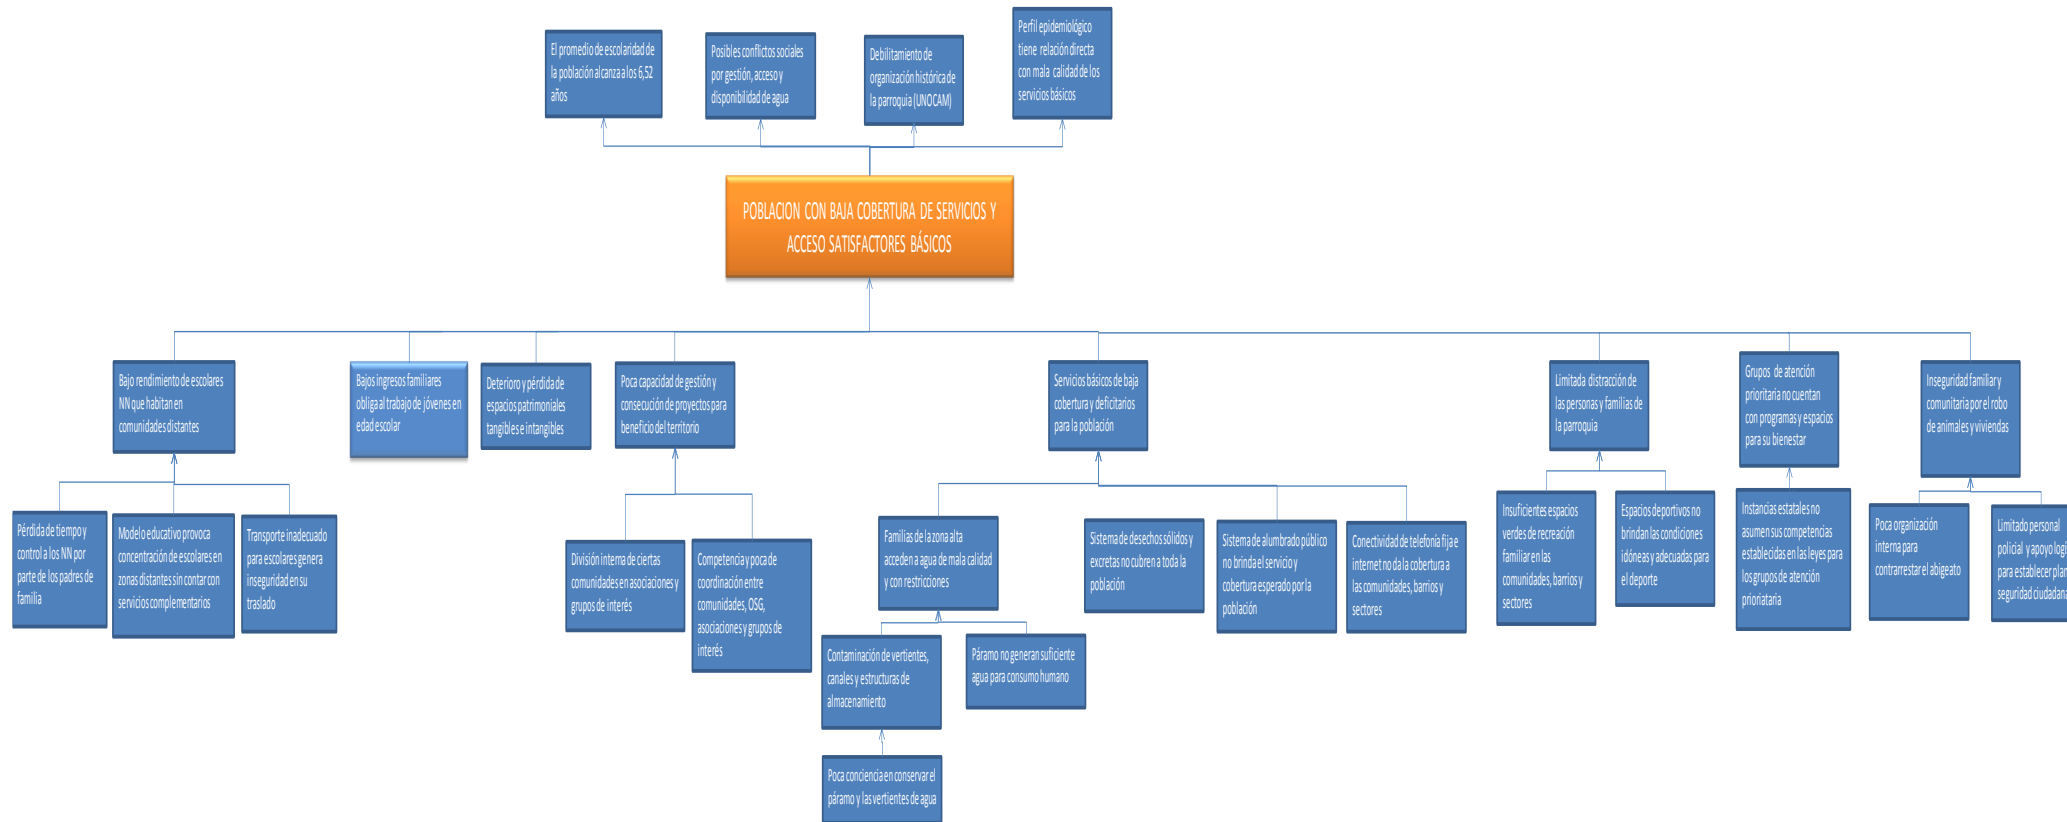 El promedio de escolaridad de
la población alcanza a los 6,52
años
Posibles conflictos sociales
por gestión, acceso y
disponibilidad de agua
Debilitamiento de
organización histórica de
la parroquia (UNOCAM)
Perfil epidemiológico
tiene relación directa
con mala calidad de los
servicios básicos
POBLACION CON BAJA COBERTURA DE SERVICIOS Y
ACCESO SATISFACTORES BÁSICOS
Bajo rendimiento de escolares
NN que habitan en
comunidades distantes
Bajos ingresos familiares
obliga al trabajo de jóvenes en
edad escolar
Deterioro y pérdida de
espacios patrimoniales
tangibles e intangibles
Poca capacidad de gestión y
consecución de proyectos para
beneficio del territorio
Servicios básicos de baja
cobertura y deficitarios
para la población
Limitada distracción de
las personas y familias de
la parroquia
Grupos de atención
prioritaria no cuentan
con programas y espacios
para su bienestar
Inseguridad familiar y
comunitaria por el robo
de animales y viviendas
Pérdida de tiempo y
control a los NN por
parte de los padres de
familia
Modelo educativo provoca
concentración de escolares en
zonas distantes sin contar con
servicios complementarios
Transporte inadecuado
para escolares genera
inseguridad en su
traslado
División interna de ciertas
comunidades en asociaciones y
grupos de interés
Competencia y poca de
coordinación entre
comunidades, OSG,
asociaciones y grupos de
interés
Familias de la zona alta
acceden a agua de mala calidad
y con restricciones
Sistema de desechos sólidos y
excretas no cubren a toda la
población
Sistema de alumbrado público
no brinda el servicio y
cobertura esperado por la
población
Conectividad de telefonía fija e
internet no da la cobertura a
las comunidades, barrios y
sectores
Insuficientes espacios
verdes de recreación
familiar en las
comunidades, barrios y
sectores
Espacios deportivos no
brindan las condiciones
idóneas y adecuadas para
el deporte
Instancias estatales no
asumen sus competencias
establecidas en las leyes para
los grupos de atención
prioriataria
Poca organización
interna para
contrarrestar el abigeato
Limitado personal
policial y apoyo logí
para establecer plan
seguridad ciudadana
Contaminación de vertientes,
canales y estructuras de
almacenamiento
Páramo no generan suficiente
agua para consumo humano
Poca conciencia en conservar el
páramo y las vertientes de agua